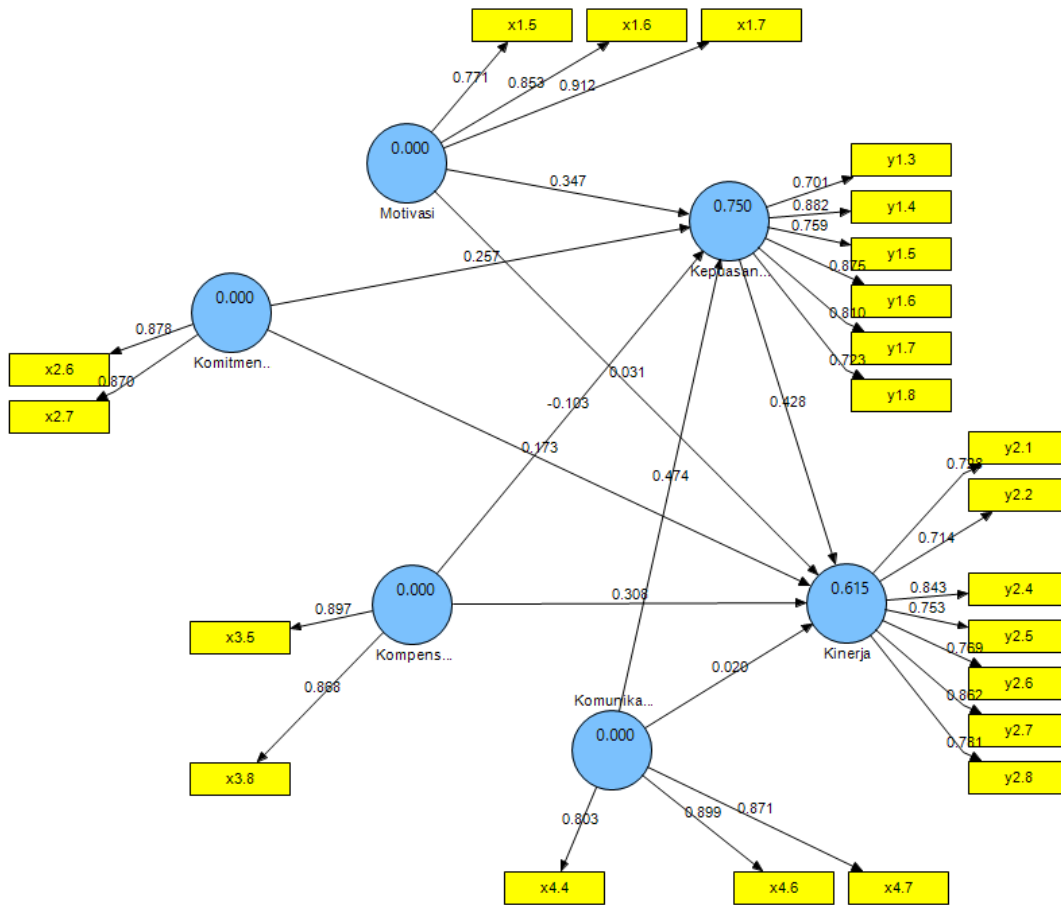 x1.5
x1.6
x1.7
0.771
0.853
0.912
0.000
Motivasi
0.347
0.257
0.031
0.750
Kepuasan...
y1.3
y1.4
y1.5
y1.6
y1.7
y1.8
0.701
0.882
0.759
0.875
0.810
0.723
0.000
Komitmen..
0.878
0.870
x2.6
x2.7
-0.103
0.173
0.474
0.428
0.000
Kompens...
0.897
0.868
x3.5
x3.8
0.308
0.615
Kinerja
0.728
0.714
0.843
0.753
0.769
0.862
0.781
y2.1
y2.2
y2.4
y2.5
y2.6
y2.7
y2.8
0.020
Komunika...
0.000
0.803
0.899
0.871
x4.4
x4.6
x4.7